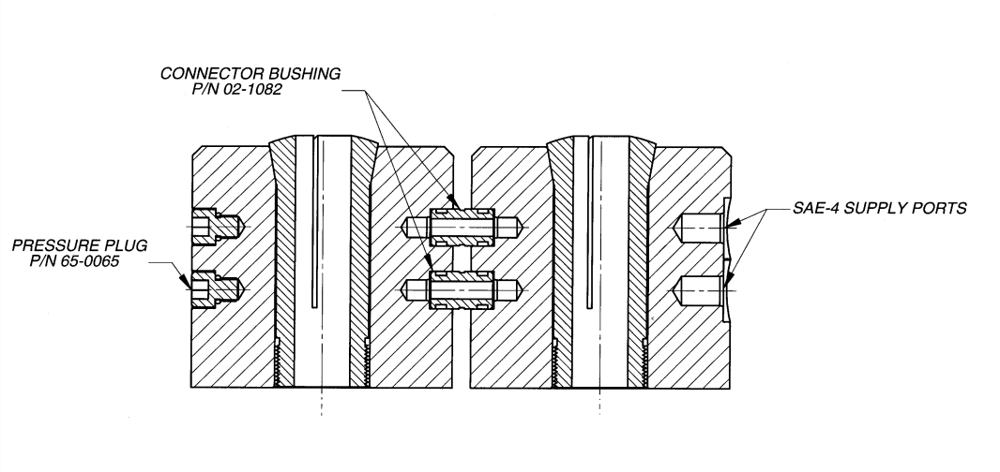 CONNECTOR BUSHING
P/N 02-1082
SAE-4 SUPPLY PORTS
PRESSURE PLUG
P/N 65-0065